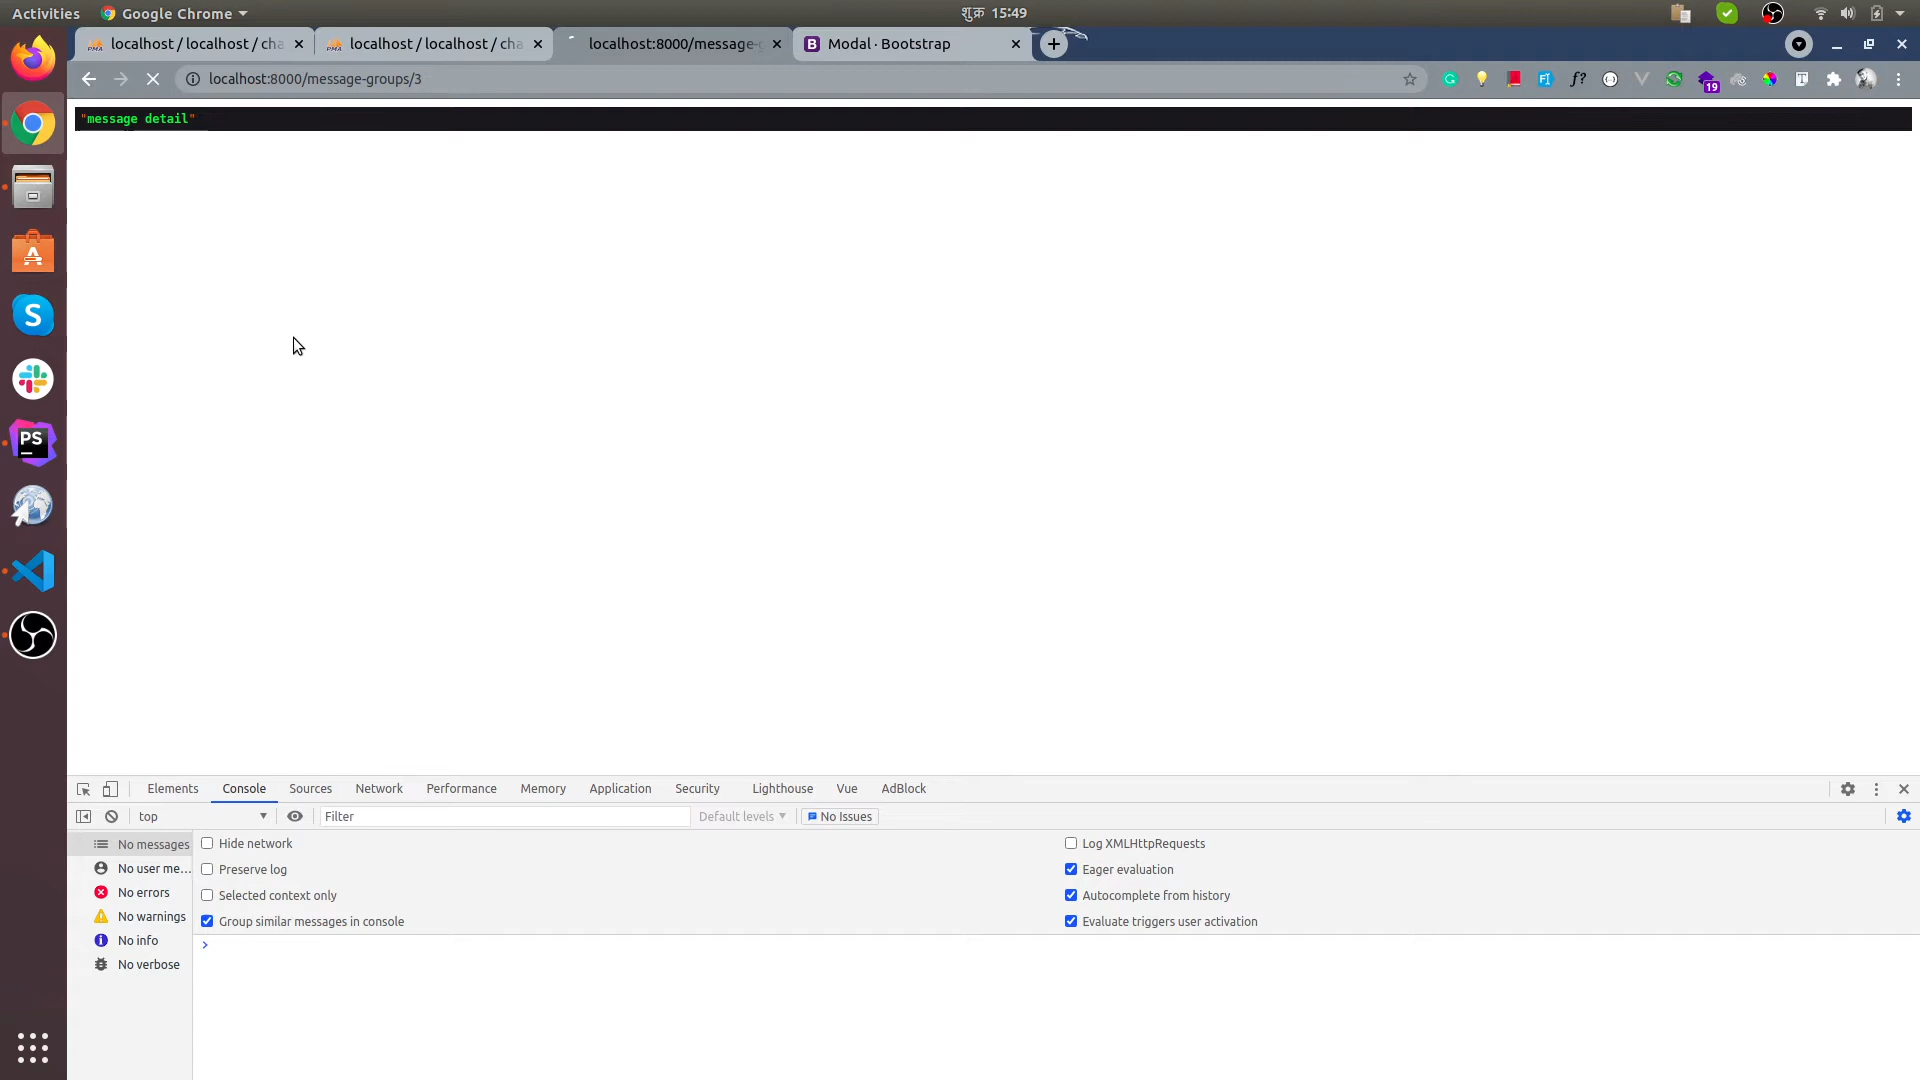 Activities
Google Chrome
शुक्र 15:49
localhost / localhost / cha
localhost / localhost / cha
localhost:8000/message-g
B
Modal · Bootstrap
localhost:8000/message-groups/3
f?
19
"message detail"
S
PS
Elements
Console
Sources
Network
Performance
Memory
Application
Security
Lighthouse
Vue
AdBlock
top
Filter
Default levels
No Issues
No messages
Hide network
Log XMLHttpRequests
No user me...
Preserve log
Eager evaluation
No errors
Selected context only
Autocomplete from history
No warnings
Group similar messages in console
Evaluate triggers user activation
No info
No verbose